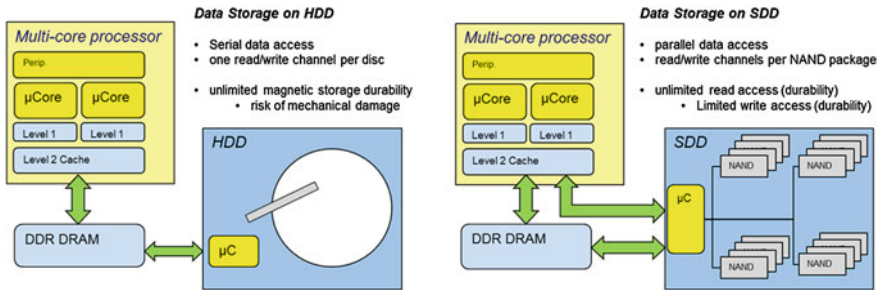 Data Storage on HDD
Multi-core processor
Perip.
µCore
µCore
Level 1
Level 1
Level 2 Cache
DDR DRAM
• Serial data access
• one read/write channel per disc
• unlimited magnetic storage durability
• risk of mechanical damage
HDD
µC
Data Storage on SDD
Multi-core processor
Perip.
µCore
µCore
Level 1
Level 1
Level 2 Cache
DDR DRAM
• parallel data access
• read/write channels per NAND package
• unlimited read access (durability)
• Limited write access (durability)
SDD
µC
NAND
NAND
NAND
NAND